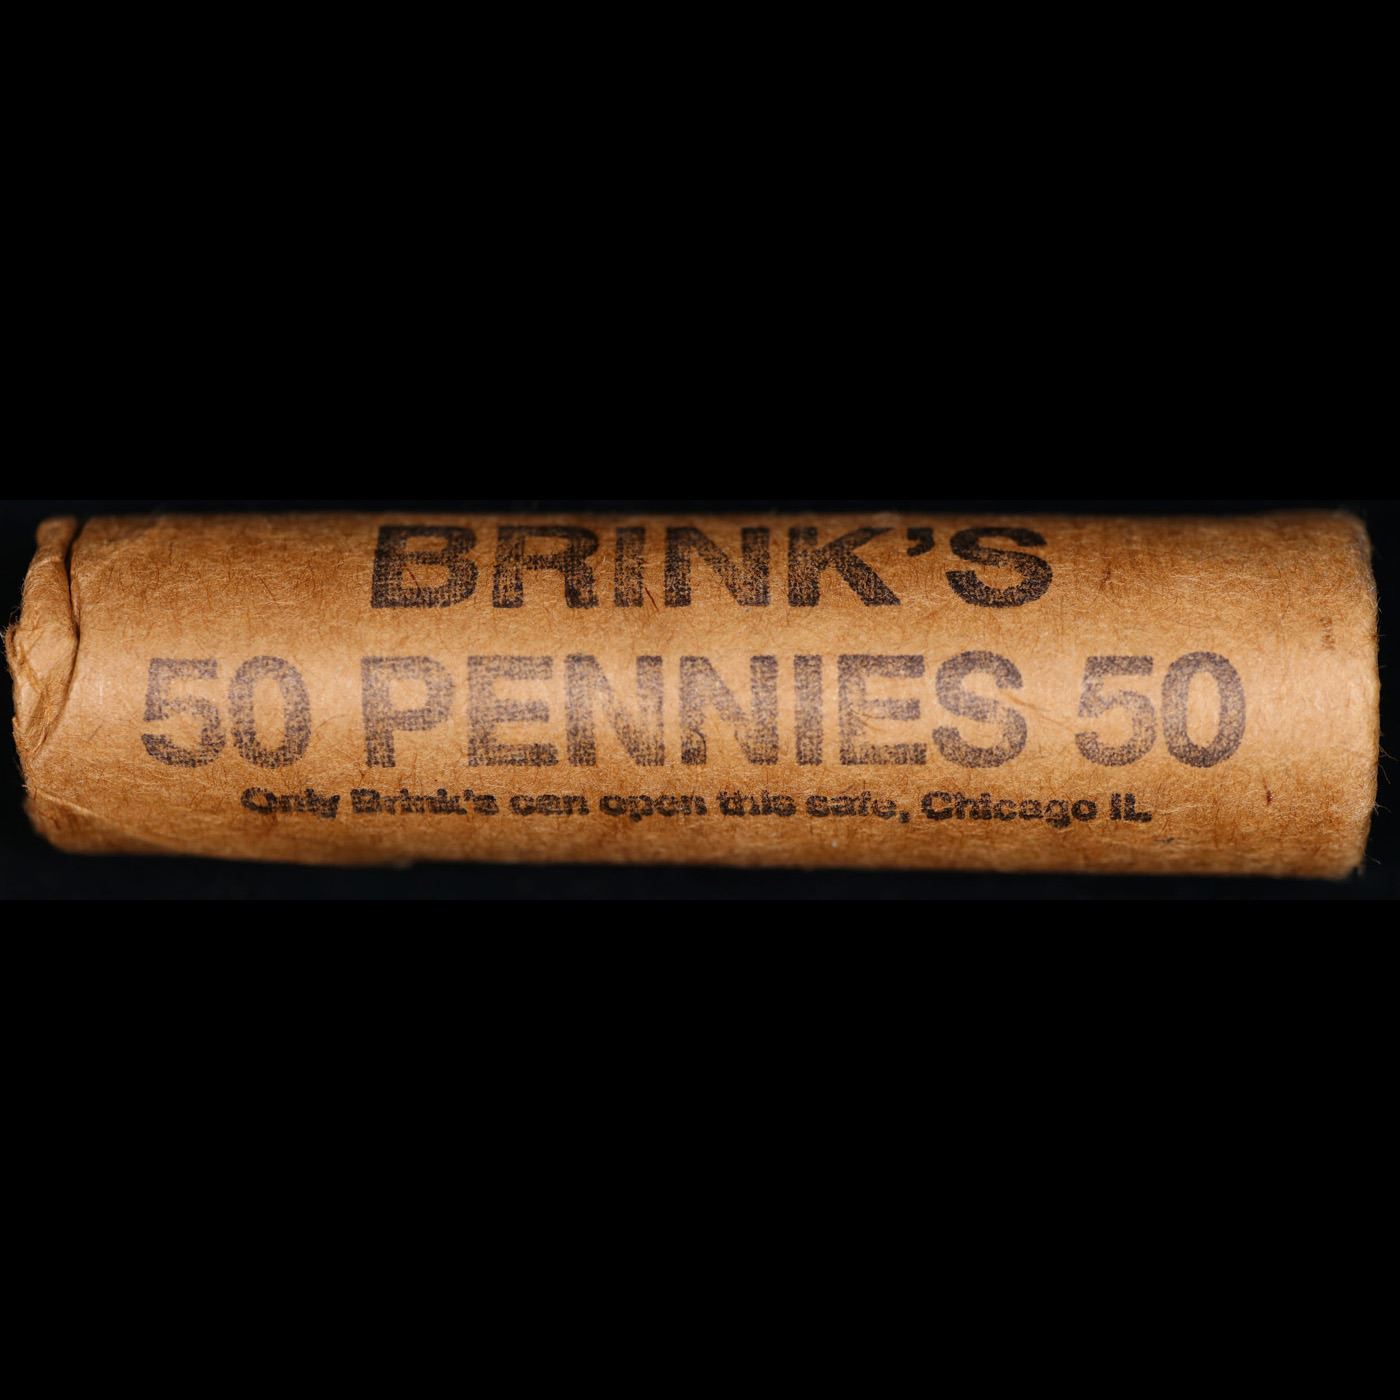 BRINK'S
50 PENNIES 50
Only Brink's can open this safe, Chicago IL